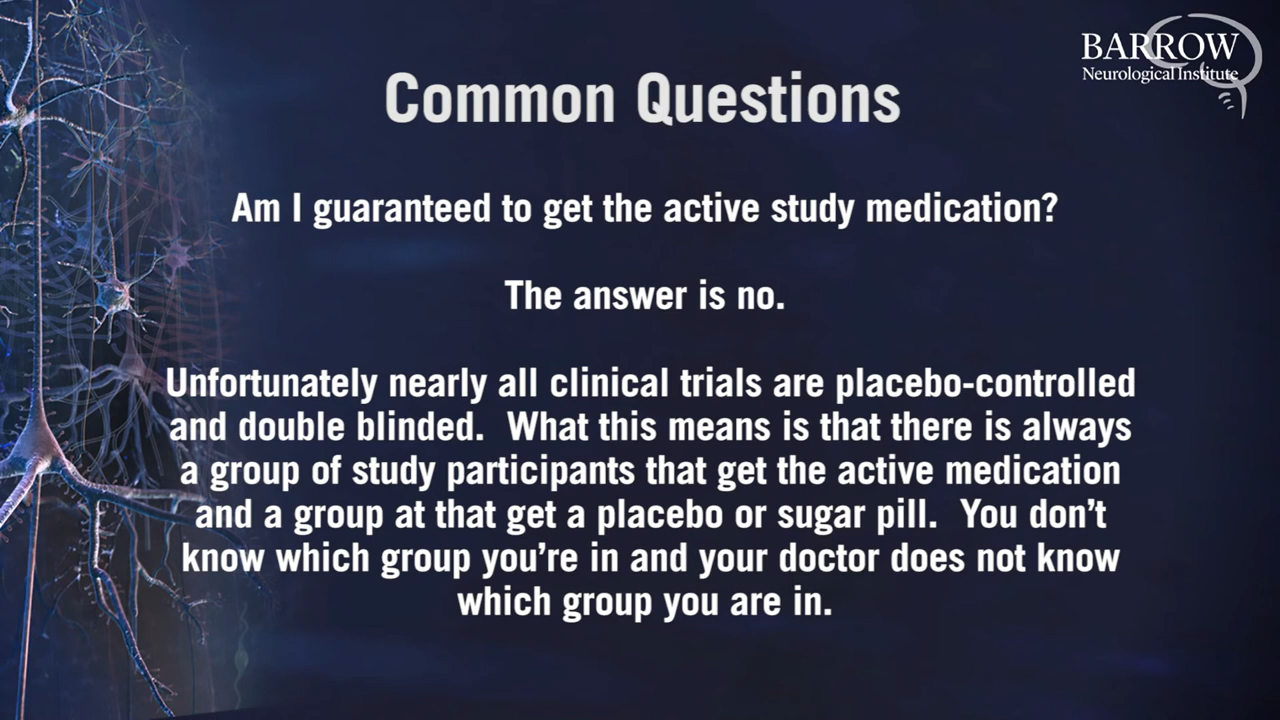 BARROW
Neurological Institute
Common Questions
Am I guaranteed to get the active study medication?
The answer is no.
Unfortunately nearly all clinical trials are placebo-controlled
and double blinded.  What this means is that there is always
a group of study participants that get the active medication
and a group at that get a placebo or sugar pill.  You don't
know which group you're in and your doctor does not know
which group you are in.